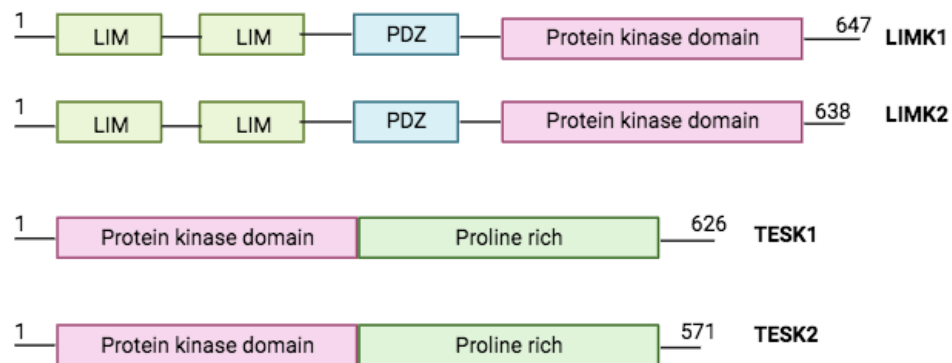 1 LIM LIM PDZ Protein kinase domain 647 LIMK1
1 LIM LIM PDZ Protein kinase domain 638 LIMK2
1 Protein kinase domain Proline rich 626 TESK1
1 Protein kinase domain Proline rich 571 TESK2